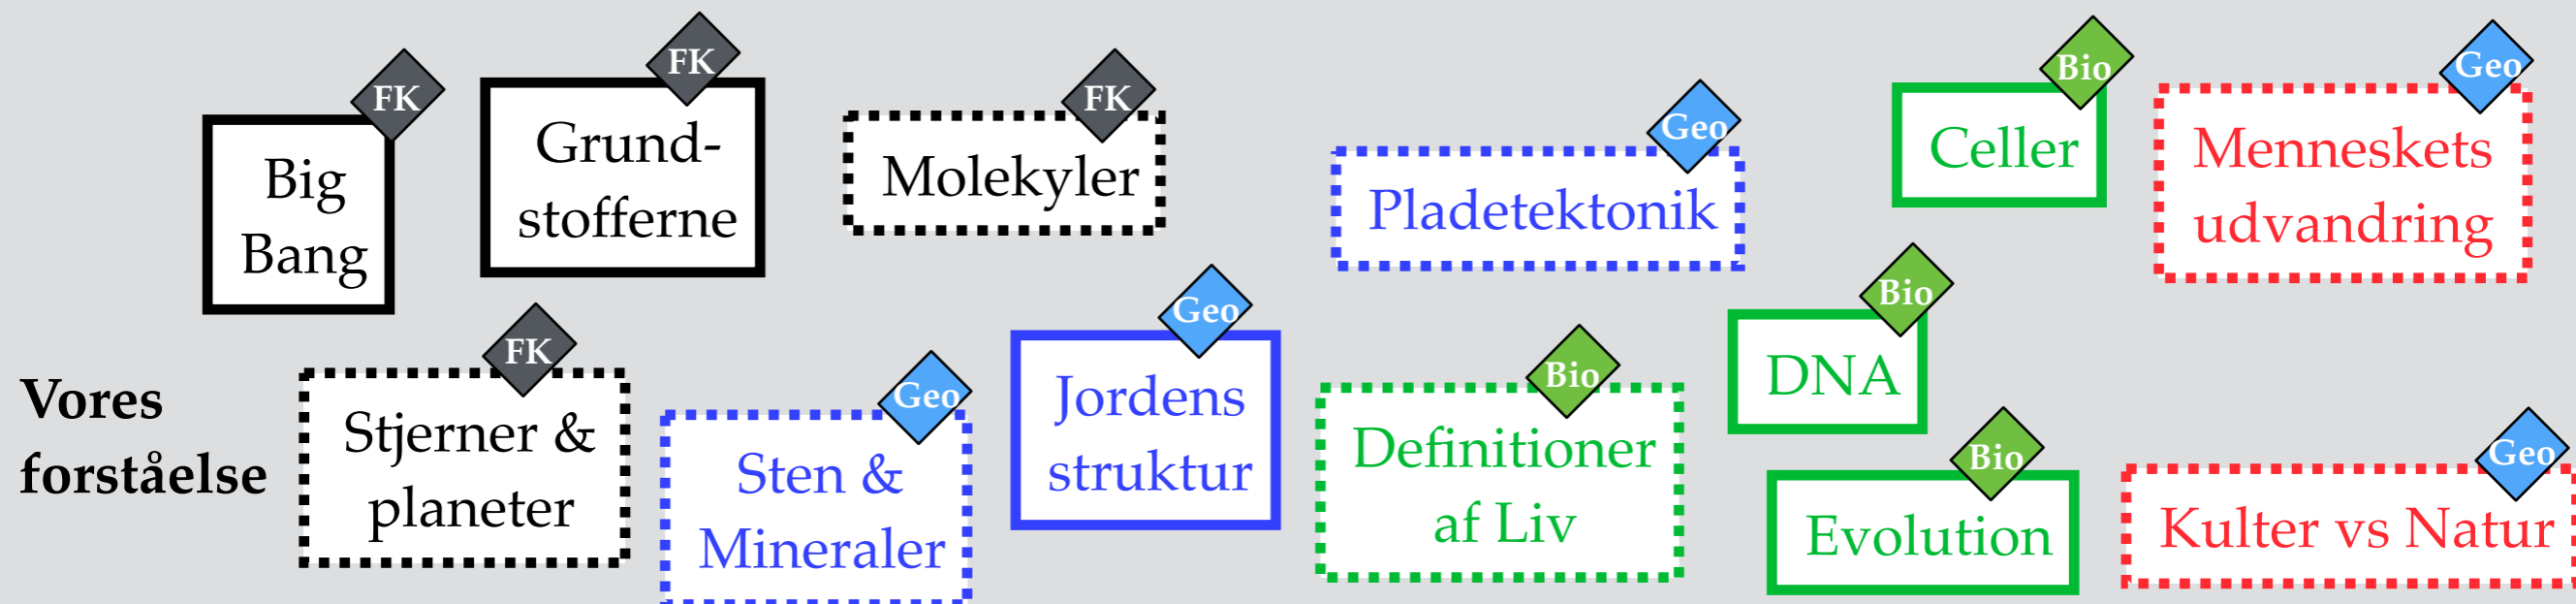 Vores
forståelse
FK
Big
Bang
FK
Grund-
stofferne
FK
Molekyler
Geo
Pladetektonik
Bio
Celler
Geo
Menneskets
udvandring
FK
Stjerner &
planeter
Geo
Sten &
Mineraler
Geo
Jordens
struktur
Bio
Definitioner
af Liv
Bio
DNA
Bio
Evolution
Geo
Kulter vs Natur